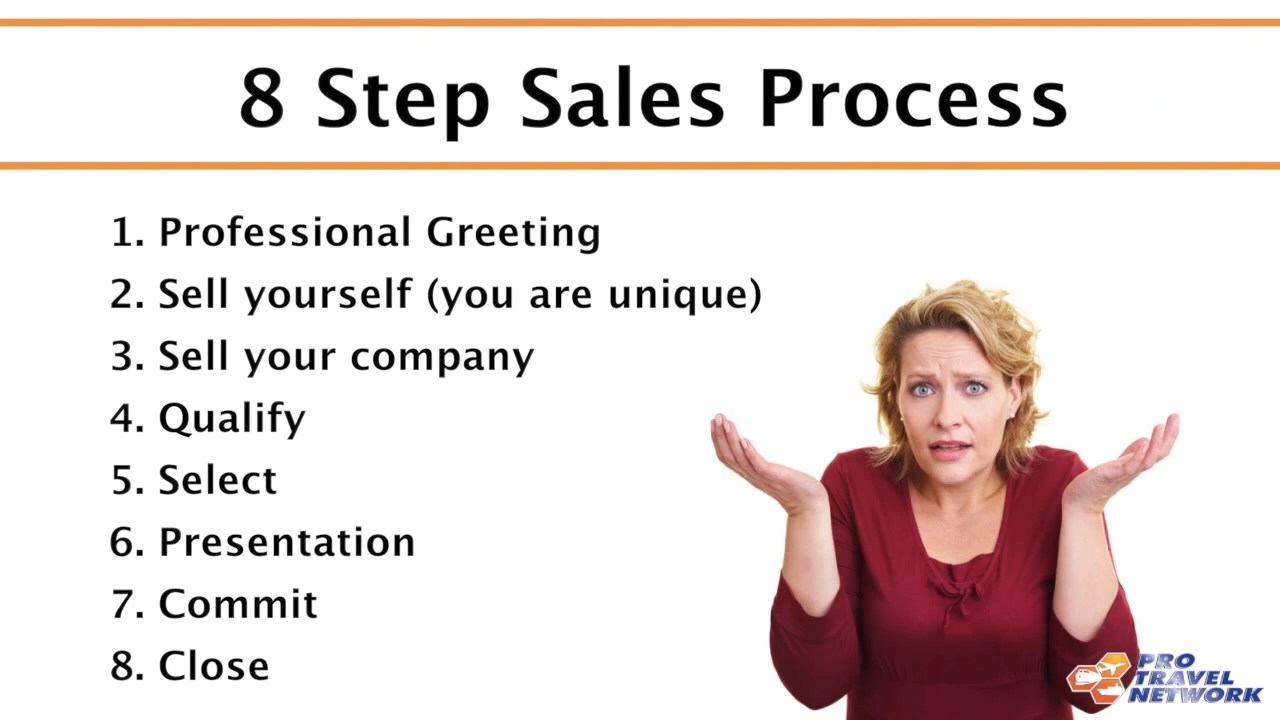 8 Step Sales Process
1. Professional Greeting
2. Sell yourself (you are unique)
3. Sell your company
4. Qualify
5. Select
6. Presentation
7. Commit
8. Close
PRO
TRAVEL
NETWORK